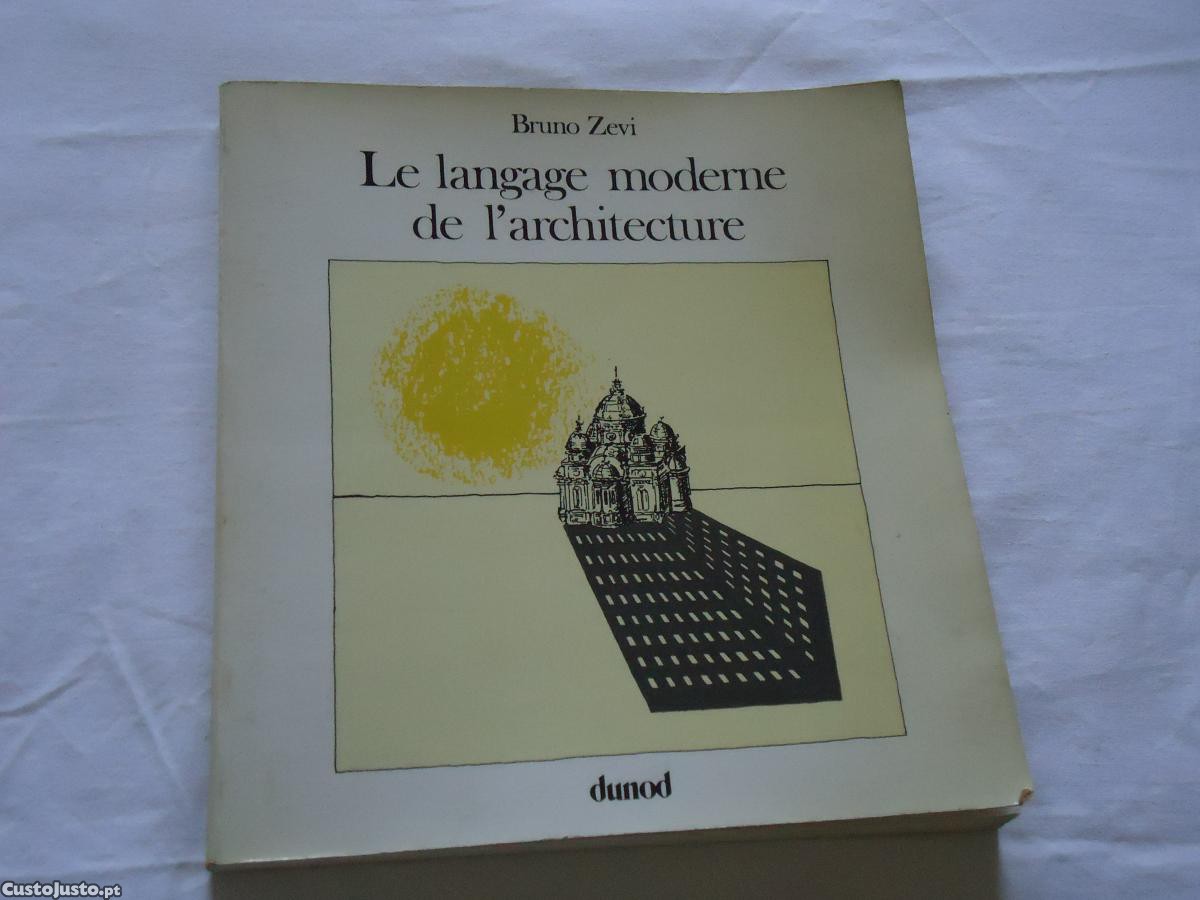 Bruno Zevi
Le langage moderne
de l'architecture
dunod
CustoJusto.pt